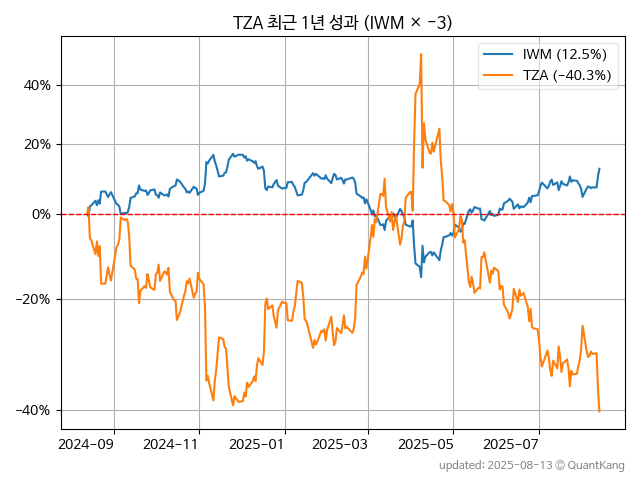 TZA 최근 1년 성과 (IWM × −3)
IWM (12.5%)
TZA (−40.3%)
40%
20%
0%
−20%
−40%
2024-09
2024-11
2025-01
2025-03
2025-05
2025-07
updated: 2025-08-13 © QuantKang